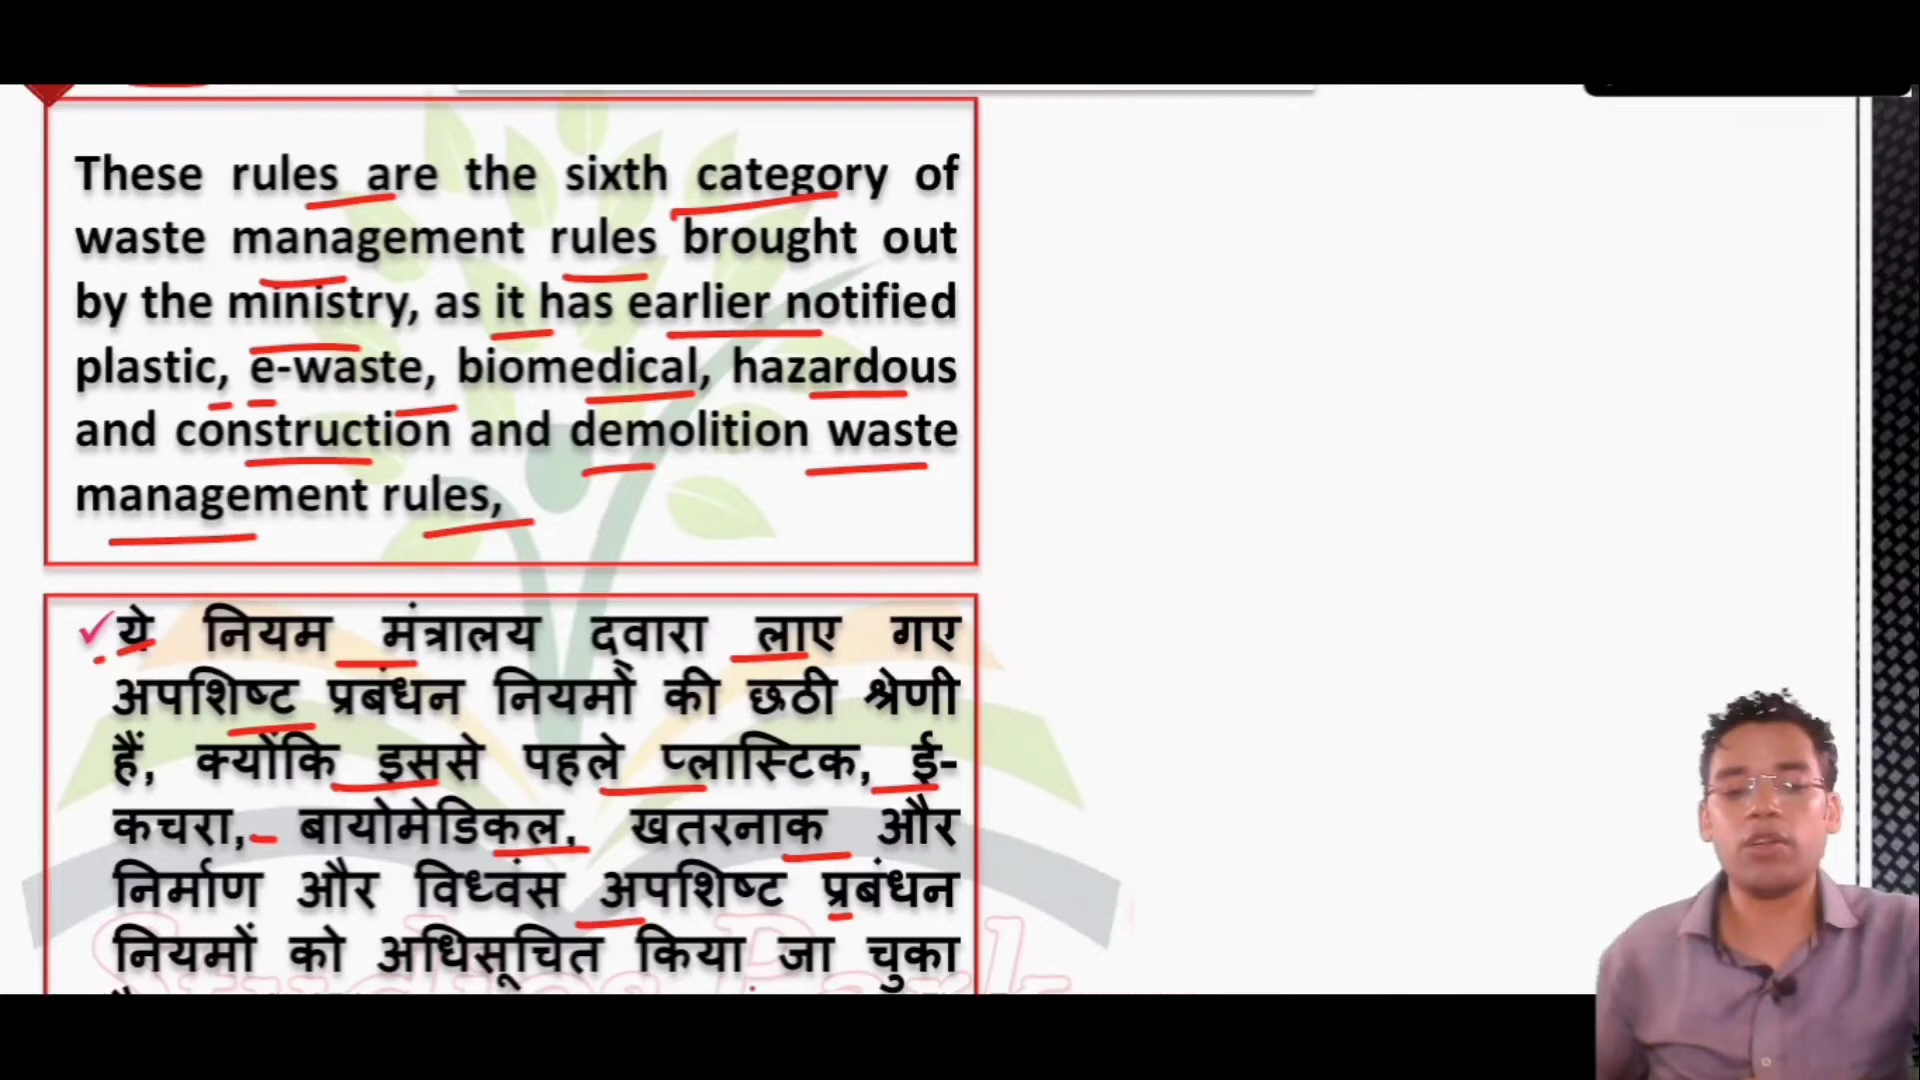 These rules are the sixth category of
waste management rules brought out
by the ministry, as it has earlier notified
plastic, e-waste, biomedical, hazardous
and construction and demolition waste
management rules,
ये नियम मंत्रालय द्वारा लाए गए
अपशिष्ट प्रबंधन नियमों की छठी श्रेणी
हैं, क्योंकि इससे पहले प्लास्टिक, ई-
कचरा, बायोमेडिकल, खतरनाक और
निर्माण और विध्वंस अपशिष्ट प्रबंधन
नियमों को अधिसूचित किया जा चुका